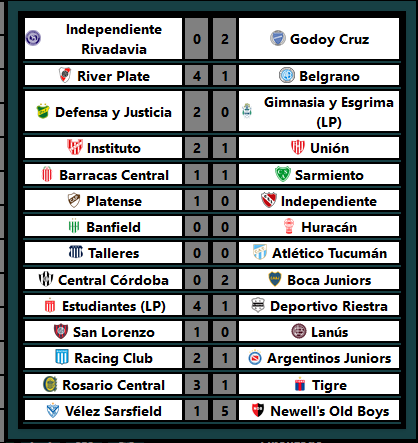 Independiente Rivadavia 0 2 Godoy Cruz
River Plate 4 1 Belgrano
Defensa y Justicia 2 0 Gimnasia y Esgrima (LP)
Instituto 2 1 Unión
Barracas Central 1 1 Sarmiento
Platense 1 0 Independiente
Banfield 0 0 Huracán
Talleres 0 0 Atlético Tucumán
Central Córdoba 0 2 Boca Juniors
Estudiantes (LP) 4 1 Deportivo Riestra
San Lorenzo 1 0 Lanús
Racing Club 2 1 Argentinos Juniors
Rosario Central 3 1 Tigre
Vélez Sarsfield 1 5 Newell's Old Boys